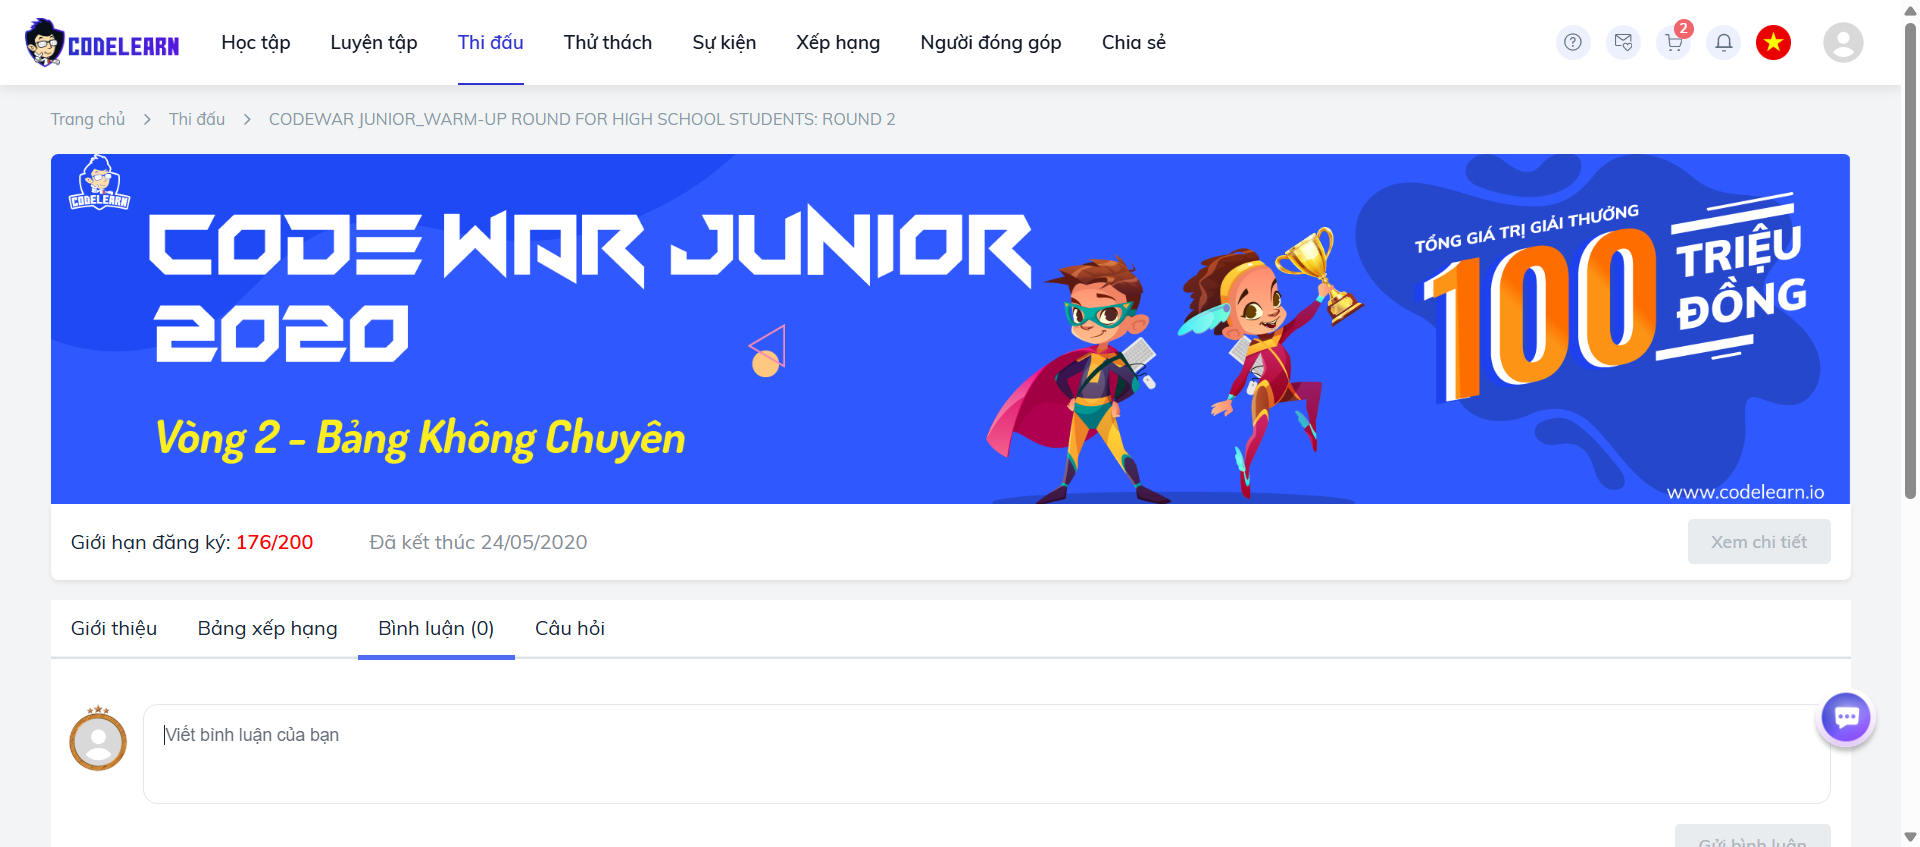 CODELEARN
Học tập
Luyện tập
Thi đấu
Thử thách
Sự kiện
Xếp hạng
Người đóng góp
Chia sẻ
2
Trang chủ
Thi đấu
CODEWAR JUNIOR_WARM-UP ROUND FOR HIGH SCHOOL STUDENTS: ROUND 2
CODELEARN
CODE WAR JUNIOR
2020
Vòng 2 - Bảng Không Chuyên
TỔNG GIÁ TRỊ GIẢI THƯỞNG
100 TRIỆU
ĐỒNG
www.codelearn.io
Giới hạn đăng ký: 176/200
Đã kết thúc 24/05/2020
Xem chi tiết
Giới thiệu
Bảng xếp hạng
Bình luận (0)
Câu hỏi
Viết bình luận của bạn
Gửi bình luận